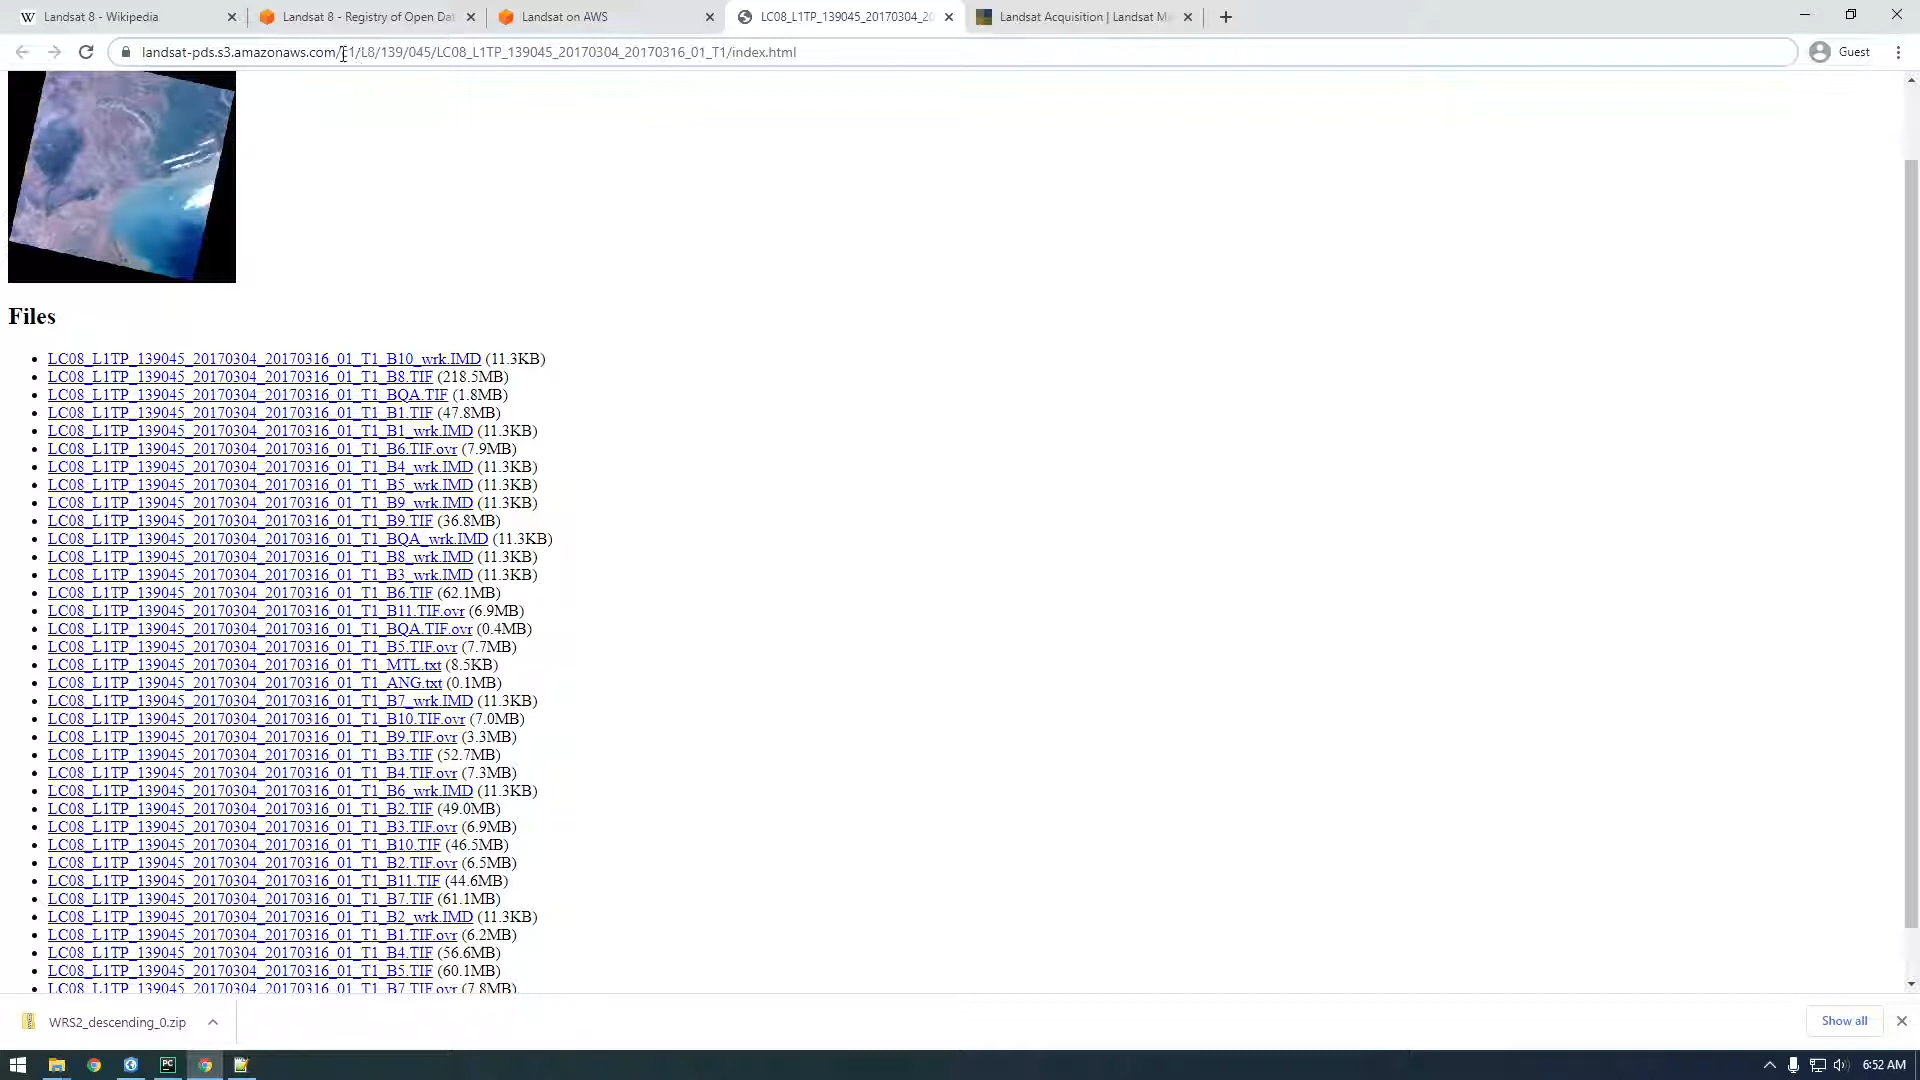 Landsat 8 - Wikipedia
Landsat 8 - Registry of Open Dat
Landsat on AWS
LC08_L1TP_139045_20170304_20
Landsat Acquisition | Landsat M
landsat-pds.s3.amazonaws.com/c1/L8/139/045/LC08_L1TP_139045_20170304_20170316_01_T1/index.html
Guest
Files
LC08_L1TP_139045_20170304_20170316_01_T1_B10_wrk.IMD (11.3KB)
LC08_L1TP_139045_20170304_20170316_01_T1_B8.TIF (218.5MB)
LC08_L1TP_139045_20170304_20170316_01_T1_BQA.TIF (1.8MB)
LC08_L1TP_139045_20170304_20170316_01_T1_B1.TIF (47.8MB)
LC08_L1TP_139045_20170304_20170316_01_T1_B1_wrk.IMD (11.3KB)
LC08_L1TP_139045_20170304_20170316_01_T1_B6.TIF.ovr (7.9MB)
LC08_L1TP_139045_20170304_20170316_01_T1_B4_wrk.IMD (11.3KB)
LC08_L1TP_139045_20170304_20170316_01_T1_B5_wrk.IMD (11.3KB)
LC08_L1TP_139045_20170304_20170316_01_T1_B9_wrk.IMD (11.3KB)
LC08_L1TP_139045_20170304_20170316_01_T1_B9.TIF (36.8MB)
LC08_L1TP_139045_20170304_20170316_01_T1_BQA_wrk.IMD (11.3KB)
LC08_L1TP_139045_20170304_20170316_01_T1_B8_wrk.IMD (11.3KB)
LC08_L1TP_139045_20170304_20170316_01_T1_B3_wrk.IMD (11.3KB)
LC08_L1TP_139045_20170304_20170316_01_T1_B6.TIF (62.1MB)
LC08_L1TP_139045_20170304_20170316_01_T1_B11.TIF.ovr (6.9MB)
LC08_L1TP_139045_20170304_20170316_01_T1_BQA.TIF.ovr (0.4MB)
LC08_L1TP_139045_20170304_20170316_01_T1_B5.TIF.ovr (7.7MB)
LC08_L1TP_139045_20170304_20170316_01_T1_MTL.txt (8.5KB)
LC08_L1TP_139045_20170304_20170316_01_T1_ANG.txt (0.1MB)
LC08_L1TP_139045_20170304_20170316_01_T1_B7_wrk.IMD (11.3KB)
LC08_L1TP_139045_20170304_20170316_01_T1_B10.TIF.ovr (7.0MB)
LC08_L1TP_139045_20170304_20170316_01_T1_B9.TIF.ovr (3.3MB)
LC08_L1TP_139045_20170304_20170316_01_T1_B3.TIF (52.7MB)
LC08_L1TP_139045_20170304_20170316_01_T1_B4.TIF.ovr (7.3MB)
LC08_L1TP_139045_20170304_20170316_01_T1_B6_wrk.IMD (11.3KB)
LC08_L1TP_139045_20170304_20170316_01_T1_B2.TIF (49.0MB)
LC08_L1TP_139045_20170304_20170316_01_T1_B3.TIF.ovr (6.9MB)
LC08_L1TP_139045_20170304_20170316_01_T1_B10.TIF (46.5MB)
LC08_L1TP_139045_20170304_20170316_01_T1_B2.TIF.ovr (6.5MB)
LC08_L1TP_139045_20170304_20170316_01_T1_B11.TIF (44.6MB)
LC08_L1TP_139045_20170304_20170316_01_T1_B7.TIF (61.1MB)
LC08_L1TP_139045_20170304_20170316_01_T1_B2_wrk.IMD (11.3KB)
LC08_L1TP_139045_20170304_20170316_01_T1_B1.TIF.ovr (6.2MB)
LC08_L1TP_139045_20170304_20170316_01_T1_B4.TIF (56.6MB)
LC08_L1TP_139045_20170304_20170316_01_T1_B5.TIF (60.1MB)
LC08_L1TP_139045_20170304_20170316_01_T1_B7.TIF.ovr (7.8MB)
WRS2_descending_0.zip
Show all
6:52 AM